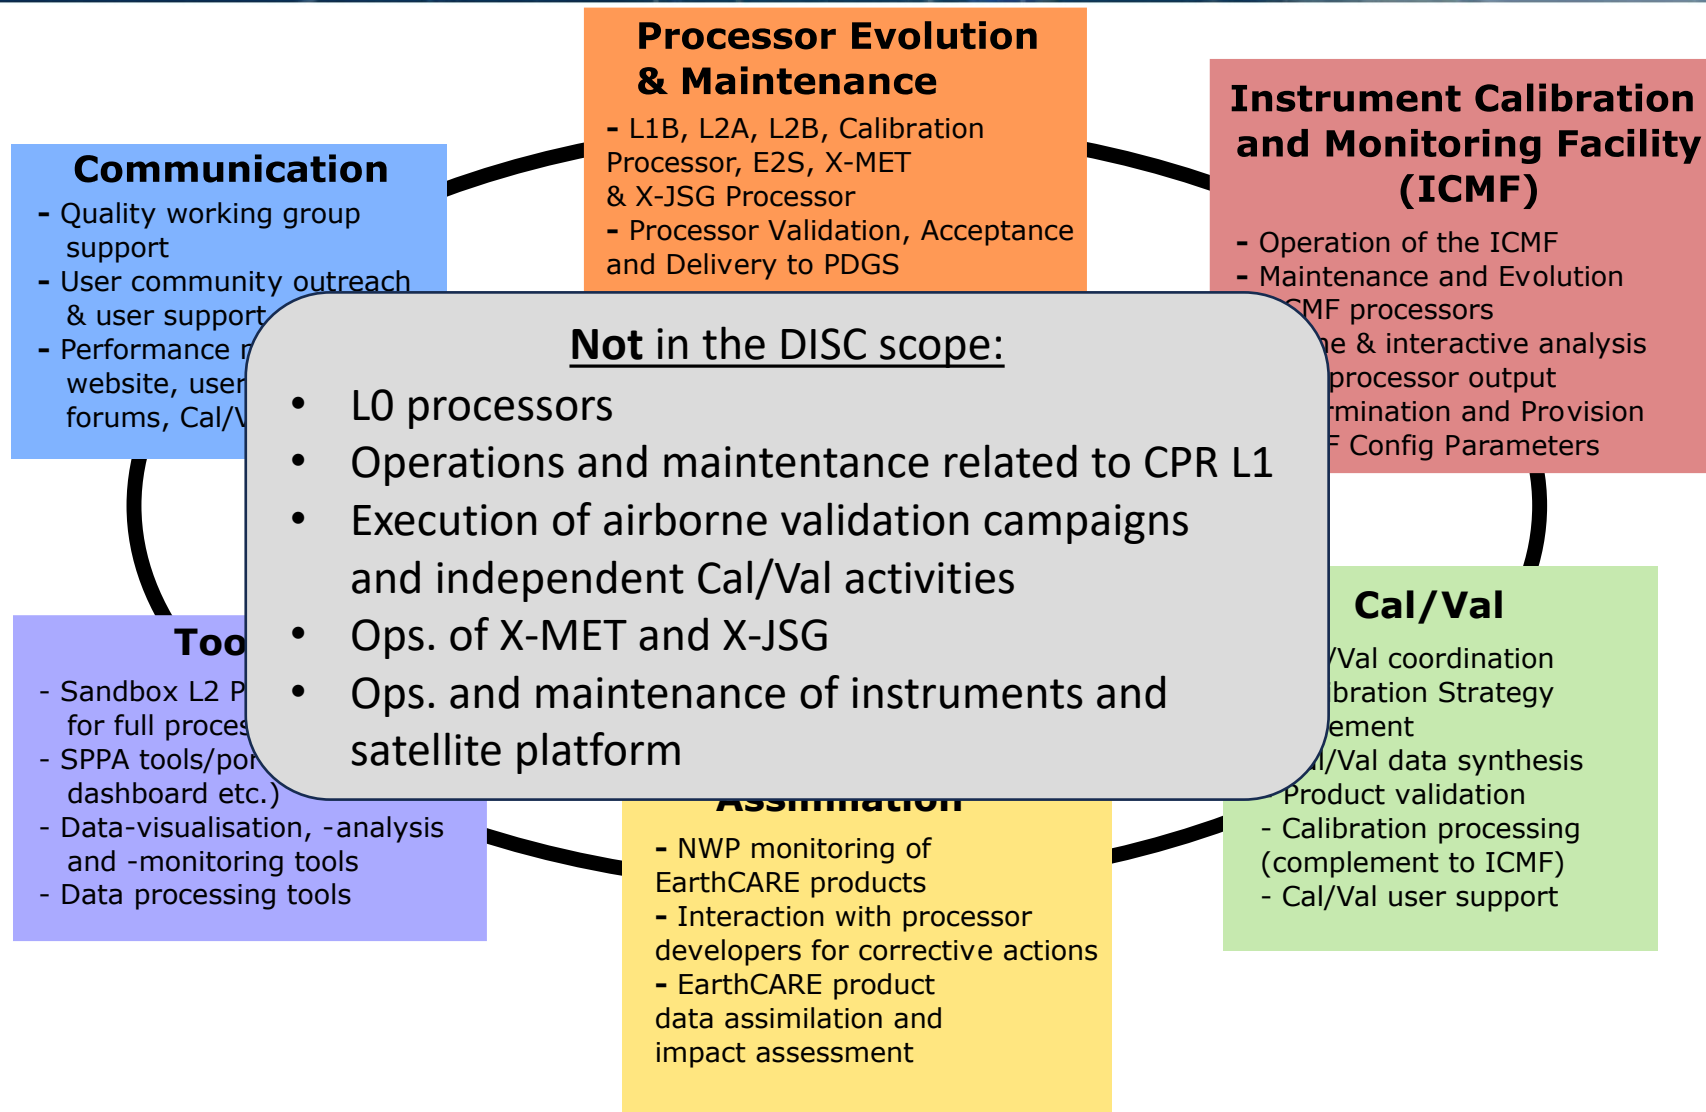 Processor Evolution
& Maintenance
- L1B, L2A, L2B, Calibration
Processor, E2S, X-MET
& X-JSG Processor
- Processor Validation, Acceptance
and Delivery to PDGS
Instrument Calibration
and Monitoring Facility
(ICMF)
- Operation of the ICMF
- Maintenance and Evolution
processors
& interactive analysis
processor output
and Provision
Config Parameters
Communication
- Quality working group
support
- User community outreach
& user support
- Performance
website, user
forums,
Not in the DISC scope:
• L0 processors
• Operations and maintentance related to CPR L1
• Execution of airborne validation campaigns
and independent Cal/Val activities
• Ops. of X-MET and X-JSG
• Ops. and maintenance of instruments and
satellite platform
Cal/Val
coordination
Strategy
Cal/Val data synthesis
- Product validation
- Calibration processing
(complement to ICMF)
- Cal/Val user support
- Sandbox L2
for full
- SPPA
dashboard etc.)
- Data-visualisation, -analysis
and -monitoring tools
- Data processing tools
Assimilation
- NWP monitoring of
EarthCARE products
- Interaction with processor
developers for corrective actions
- EarthCARE product
data assimilation and
impact assessment